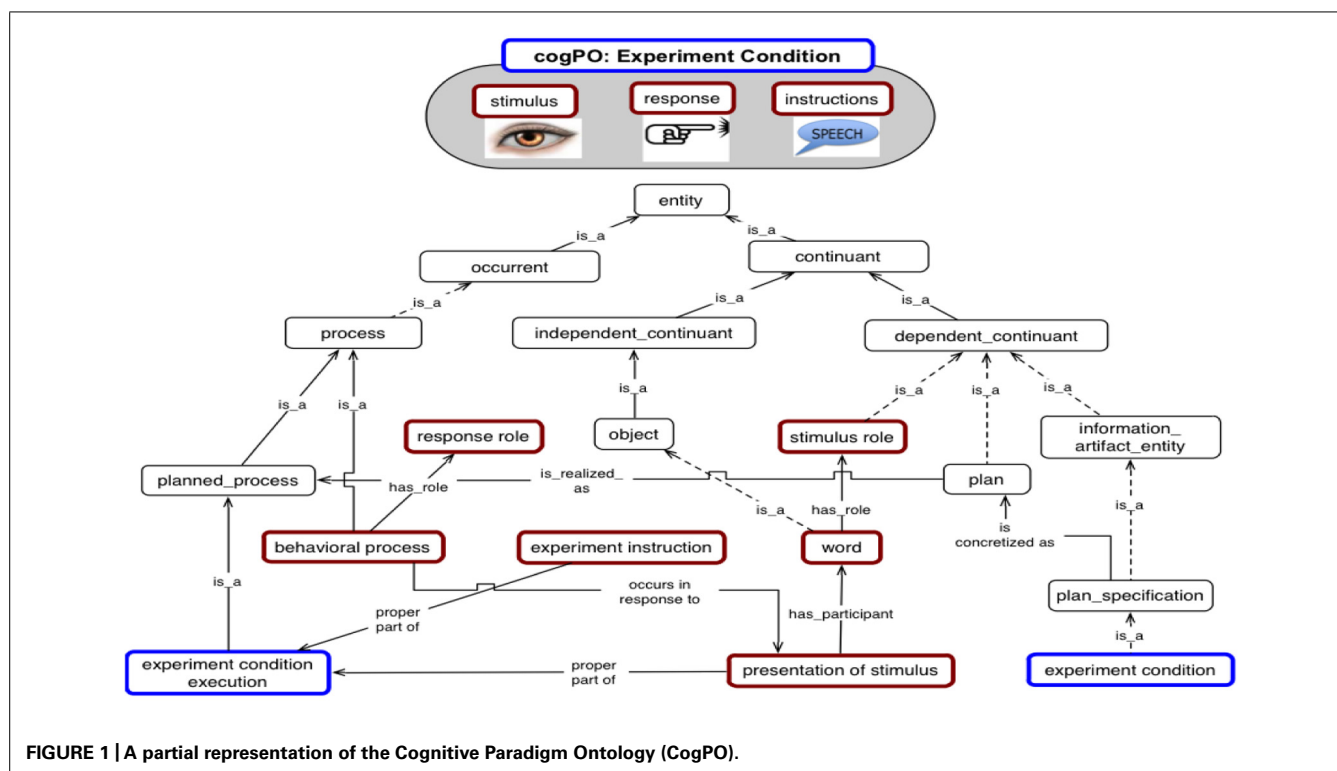 cogPO: Experiment Condition
stimulus
response
instructions
SPEECH
entity
is_a
is_a
occurrent
continuant
is_a
is_a
is_a
process
independent_continuant
dependent_continuant
is_a
is_a
is_a
is_a
is_a
is_a
response role
object
stimulus role
information_
artifact_entity
planned_process
has_role
is_realized_
as
plan
is_a
has_role
is_a
is
concretized as
behavioral process
experiment instruction
word
is_a
proper
part of
occurs in
response to
has_participant
plan_specification
is_a
experiment condition
execution
proper
part of
presentation of stimulus
experiment condition
FIGURE 1 | A partial representation of the Cognitive Paradigm Ontology (CogPO).